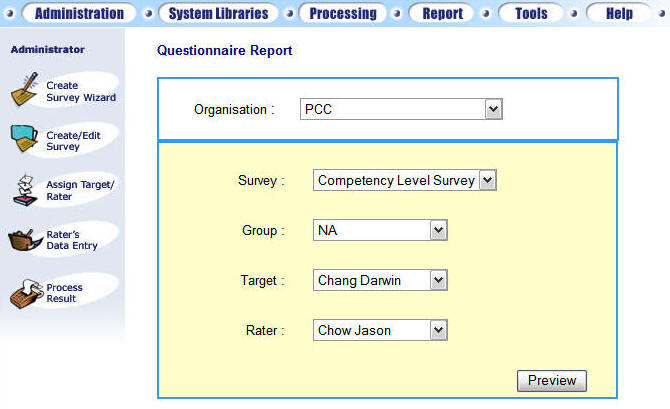 Administration System Libraries Processing Report Tools Help
Administrator
Create
Survey Wizard
Create/Edit
Survey
Assign Target/
Rater
Rater's
Data Entry
Process
Result
Questionnaire Report
Organisation : PCC
Survey : Competency Level Survey
Group : NA
Target : Chang Darwin
Rater : Chow Jason
Preview